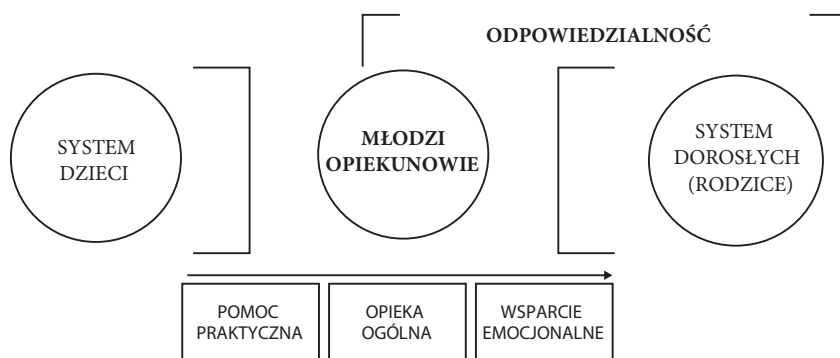 ODPOWIEDZIALNOŚĆ
SYSTEM
DZIECI
MŁODZI
OPIEKUNOWIE
SYSTEM
DOROSŁYCH
(RODZICE)
POMOC
PRAKTYCZNA
OPIEKA
OGÓLNA
WSPARCIE
EMOCJONALNE